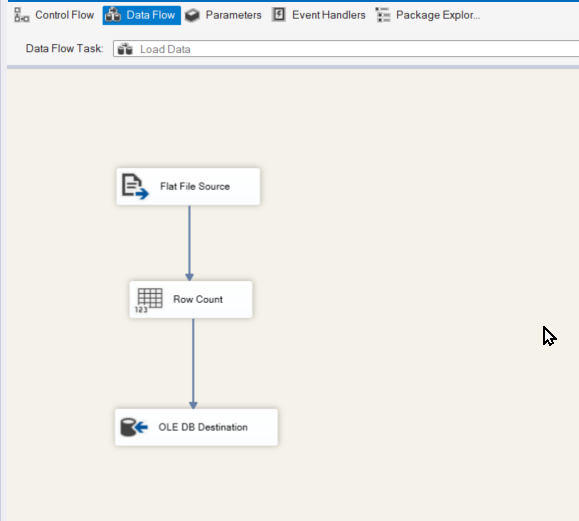 Control Flow Data Flow Parameters Event Handlers Package Explor...
Data Flow Task: Load Data
Flat File Source
123 Row Count
OLE DB Destination